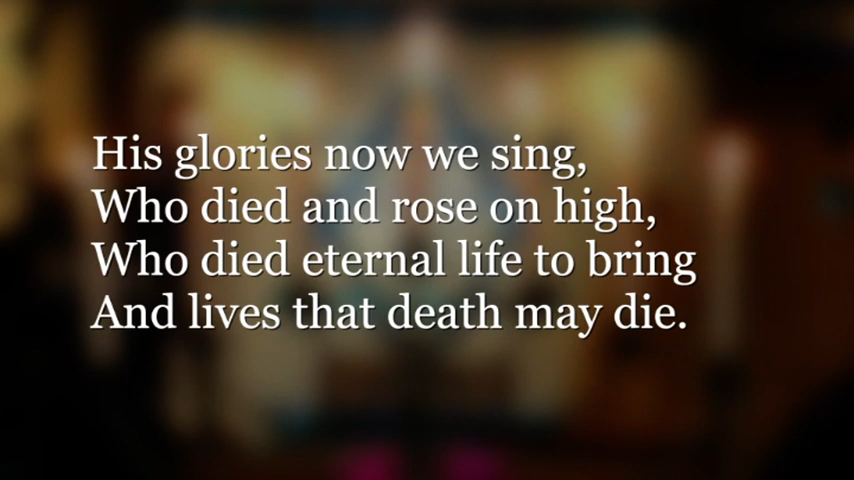 His glories now we sing,
Who died and rose on high,
Who died eternal life to bring
And lives that death may die.